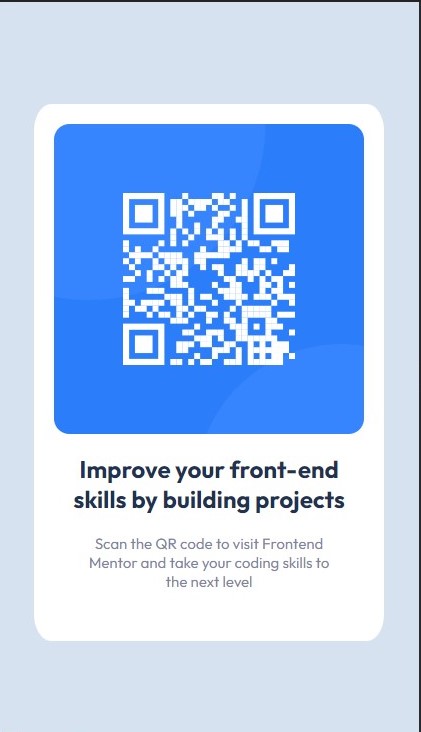 Improve your front-end
skills by building projects
Scan the QR code to visit Frontend
Mentor and take your coding skills to
the next level